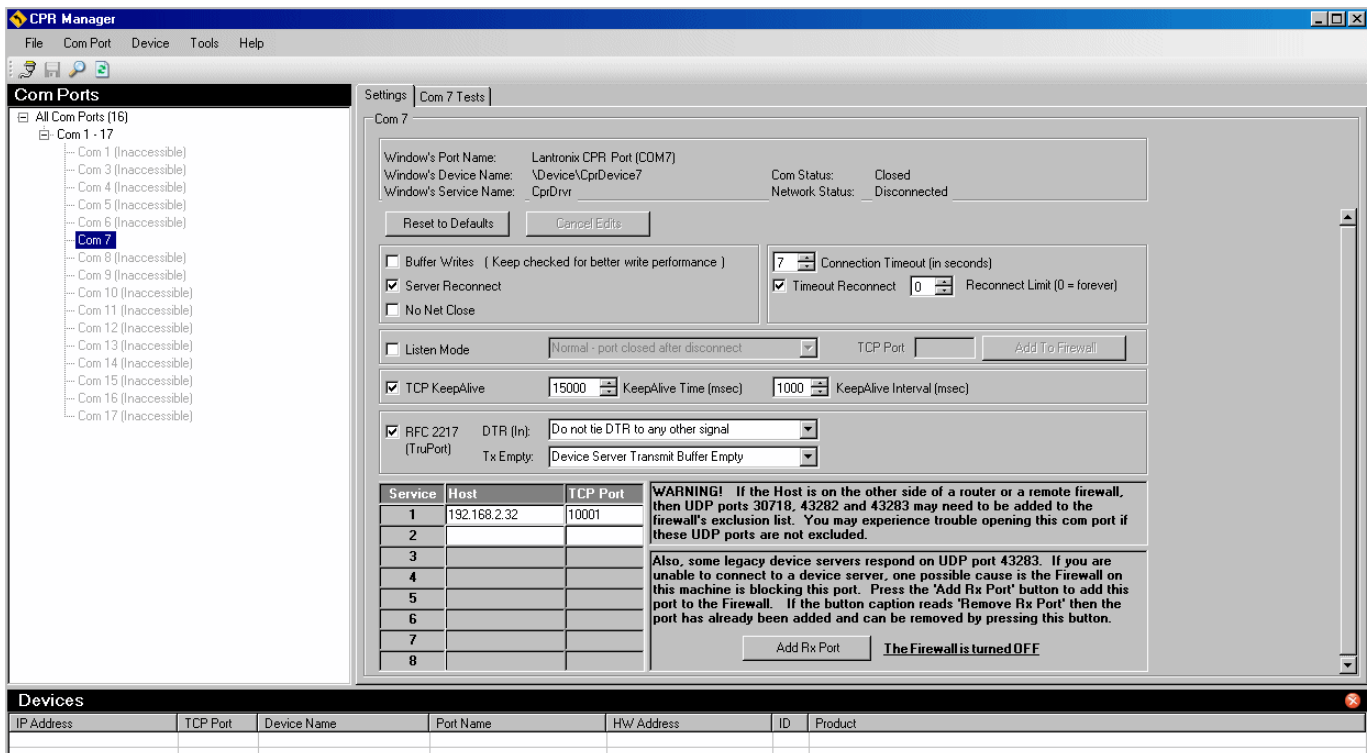 CPR Manager
File Com Port Device Tools Help
Com Ports
All Com Ports (16)
Com 1 - 17
Com 1 (Inaccessible)
Com 3 (Inaccessible)
Com 4 (Inaccessible)
Com 5 (Inaccessible)
Com 6 (Inaccessible)
Com 7
Com 8 (Inaccessible)
Com 9 (Inaccessible)
Com 10 (Inaccessible)
Com 11 (Inaccessible)
Com 12 (Inaccessible)
Com 13 (Inaccessible)
Com 14 (Inaccessible)
Com 15 (Inaccessible)
Com 16 (Inaccessible)
Com 17 (Inaccessible)
Settings Com 7 Tests
Com 7
Window's Port Name: Lantronix CPR Port (COM7)
Window's Device Name: \Device\CprDevice7 Com Status: Closed
Window's Service Name: CprDrvr Network Status: Disconnected
Reset to Defaults Cancel Edits
Buffer Writes ( Keep checked for better write performance ) 7 Connection Timeout (in seconds)
Server Reconnect Timeout Reconnect 0 Reconnect Limit (0 = forever)
No Net Close
Listen Mode Normal - port closed after disconnect TCP Port Add To Firewall
TCP KeepAlive 15000 KeepAlive Time (msec) 1000 KeepAlive Interval (msec)
RFC 2217 DTR (In): Do not tie DTR to any other signal
(TruPort) Tx Empty: Device Server Transmit Buffer Empty
Service Host TCP Port
1 192.168.2.32 10001
2
3
4
5
6
7
8
WARNING! If the Host is on the other side of a router or a remote firewall,
then UDP ports 30718, 43282 and 43283 may need to be added to the
firewall's exclusion list. You may experience trouble opening this com port if
these UDP ports are not excluded.
Also, some legacy device servers respond on UDP port 43283. If you are
unable to connect to a device server, one possible cause is the Firewall on
this machine is blocking this port. Press the 'Add Rx Port' button to add this
port to the Firewall. If the button caption reads 'Remove Rx Port' then the
port has already been added and can be removed by pressing this button.
Add Rx Port The Firewall is turned OFF
Devices
IP Address TCP Port Device Name Port Name HW Address ID Product